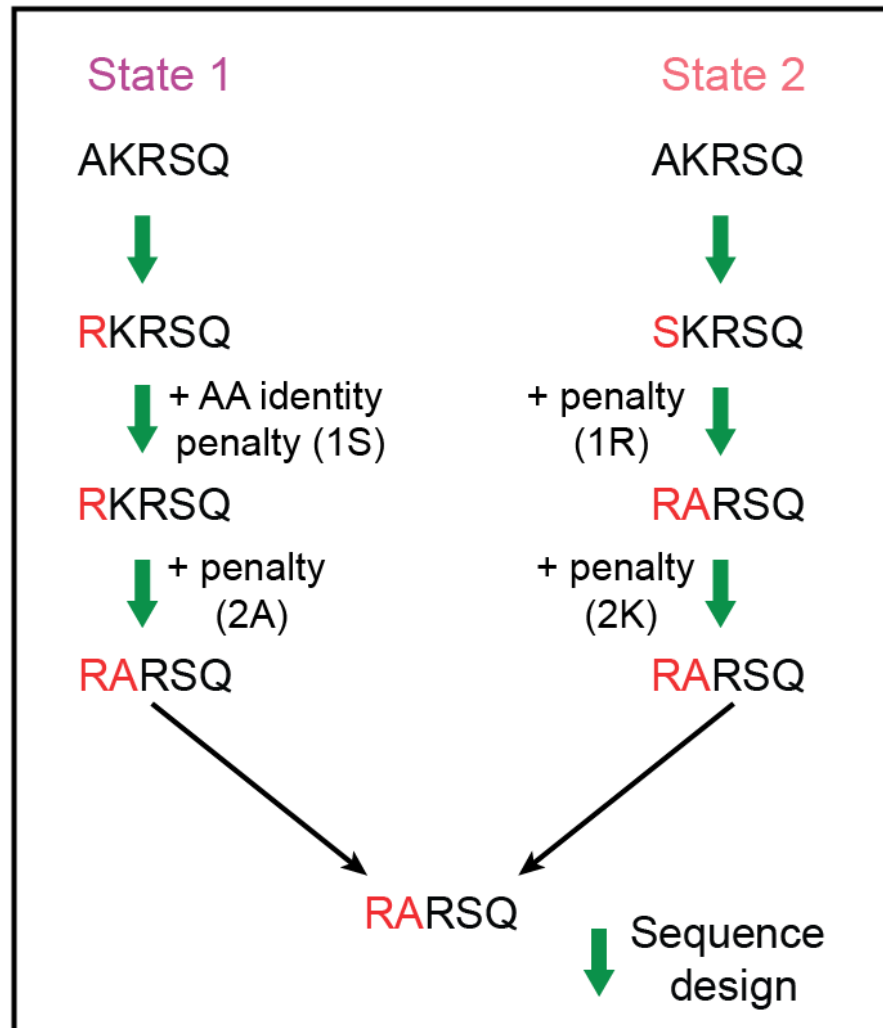 State 1
State 2
AKRSQ
AKRSQ
RKRSQ
SKRSQ
+ AA identity
penalty (1S)
+ penalty
(1R)
RKRSQ
RARSQ
+ penalty
(2A)
+ penalty
(2K)
RARSQ
RARSQ
RARSQ
Sequence
design